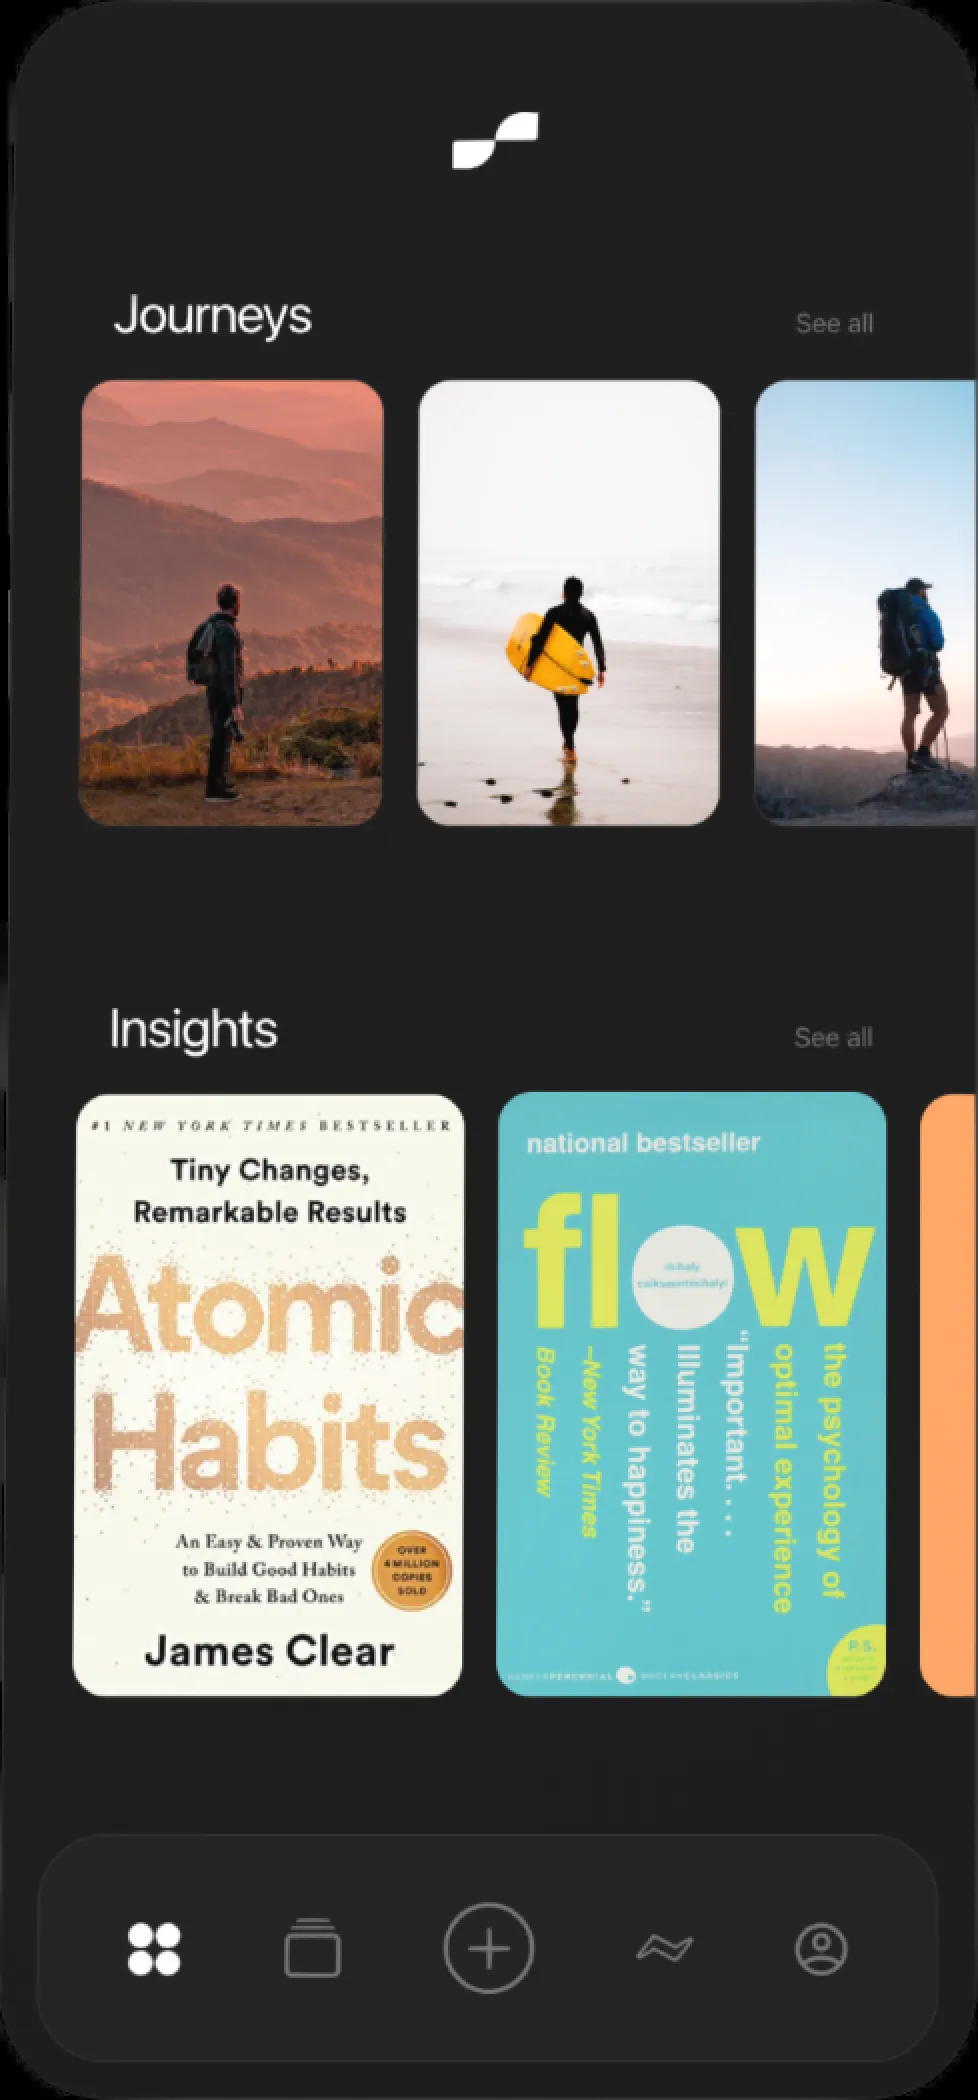 Journeys
See all
Insights
See all
#1 NEW YORK TIMES BESTSELLER
Tiny Changes,
Remarkable Results
Atomic
Habits
An Easy & Proven Way
to Build Good Habits
& Break Bad Ones
OVER
4 MILLION
COPIES
SOLD
James Clear
national bestseller
flow
mihaly
csikszentmihalyi
the psychology of
optimal experience
"Important. . . .
Illuminates the
way to happiness."
–New York Times
Book Review
HARPERPERENNIAL MODERNCLASSICS
P.S.